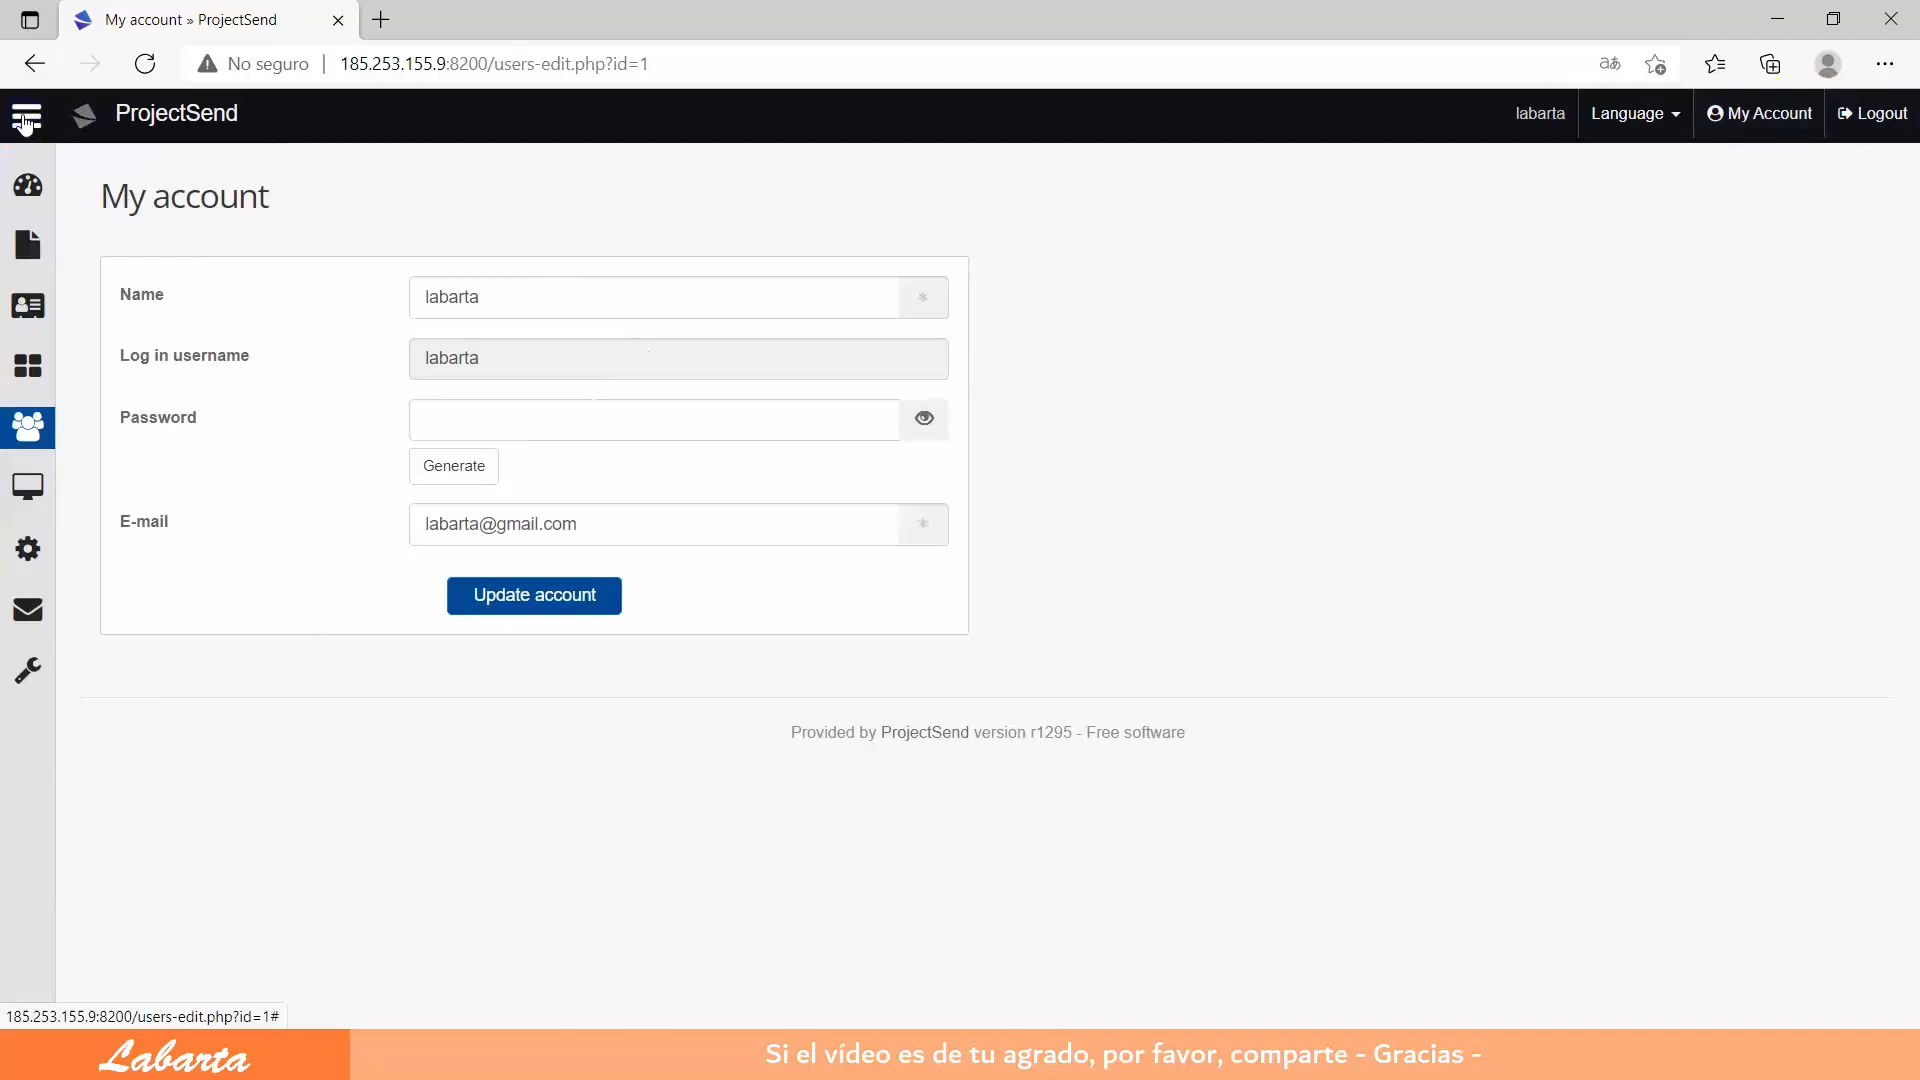 My account » ProjectSend
No seguro | 185.253.155.9:8200/users-edit.php?id=1
ProjectSend
labarta
Language
My Account
Logout
My account
Name
labarta
Log in username
labarta
Password
Generate
E-mail
labarta@gmail.com
Update account
Provided by ProjectSend version r1295 - Free software
185.253.155.9:8200/users-edit.php?id=1#
Labarta
Si el vídeo es de tu agrado, por favor, comparte - Gracias -